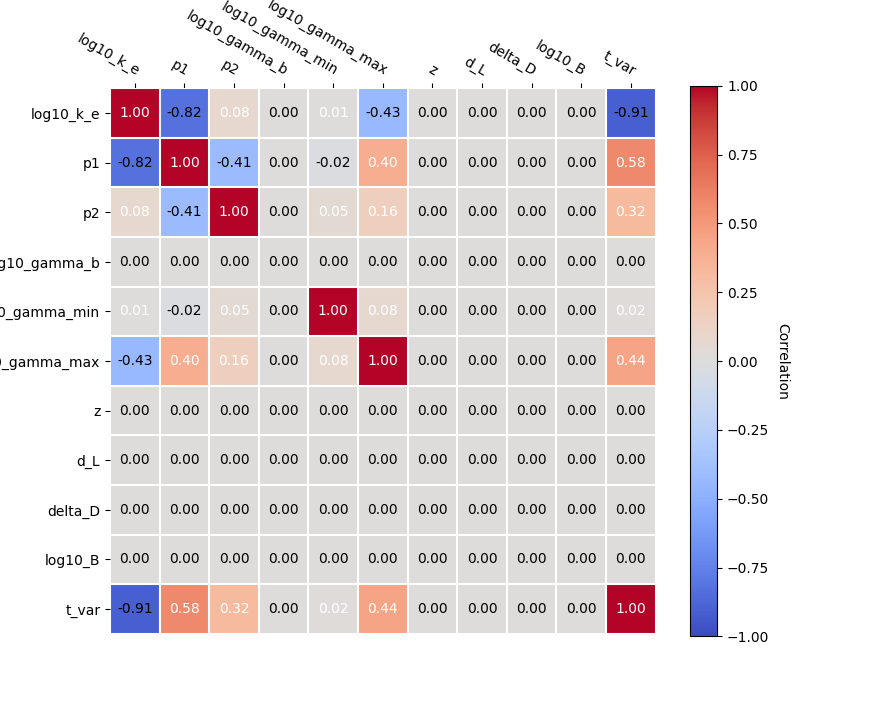 log10_k_e p1 p2 log10_gamma_b log10_gamma_min log10_gamma_max z d_L delta_D log10_B t_var
log10_k_e 1.00 -0.82 0.08 0.00 0.01 -0.43 0.00 0.00 0.00 0.00 -0.91
p1 -0.82 1.00 -0.41 0.00 -0.02 0.40 0.00 0.00 0.00 0.00 0.58
p2 0.08 -0.41 1.00 0.00 0.05 0.16 0.00 0.00 0.00 0.00 0.32
g10_gamma_b 0.00 0.00 0.00 0.00 0.00 0.00 0.00 0.00 0.00 0.00 0.00
0_gamma_min 0.01 -0.02 0.05 0.00 1.00 0.08 0.00 0.00 0.00 0.00 0.02
0_gamma_max -0.43 0.40 0.16 0.00 0.08 1.00 0.00 0.00 0.00 0.00 0.44
z 0.00 0.00 0.00 0.00 0.00 0.00 0.00 0.00 0.00 0.00 0.00
d_L 0.00 0.00 0.00 0.00 0.00 0.00 0.00 0.00 0.00 0.00 0.00
delta_D 0.00 0.00 0.00 0.00 0.00 0.00 0.00 0.00 0.00 0.00 0.00
log10_B 0.00 0.00 0.00 0.00 0.00 0.00 0.00 0.00 0.00 0.00 0.00
t_var -0.91 0.58 0.32 0.00 0.02 0.44 0.00 0.00 0.00 0.00 1.00
1.00
0.75
0.50
0.25
0.00
−0.25
−0.50
−0.75
−1.00
Correlation